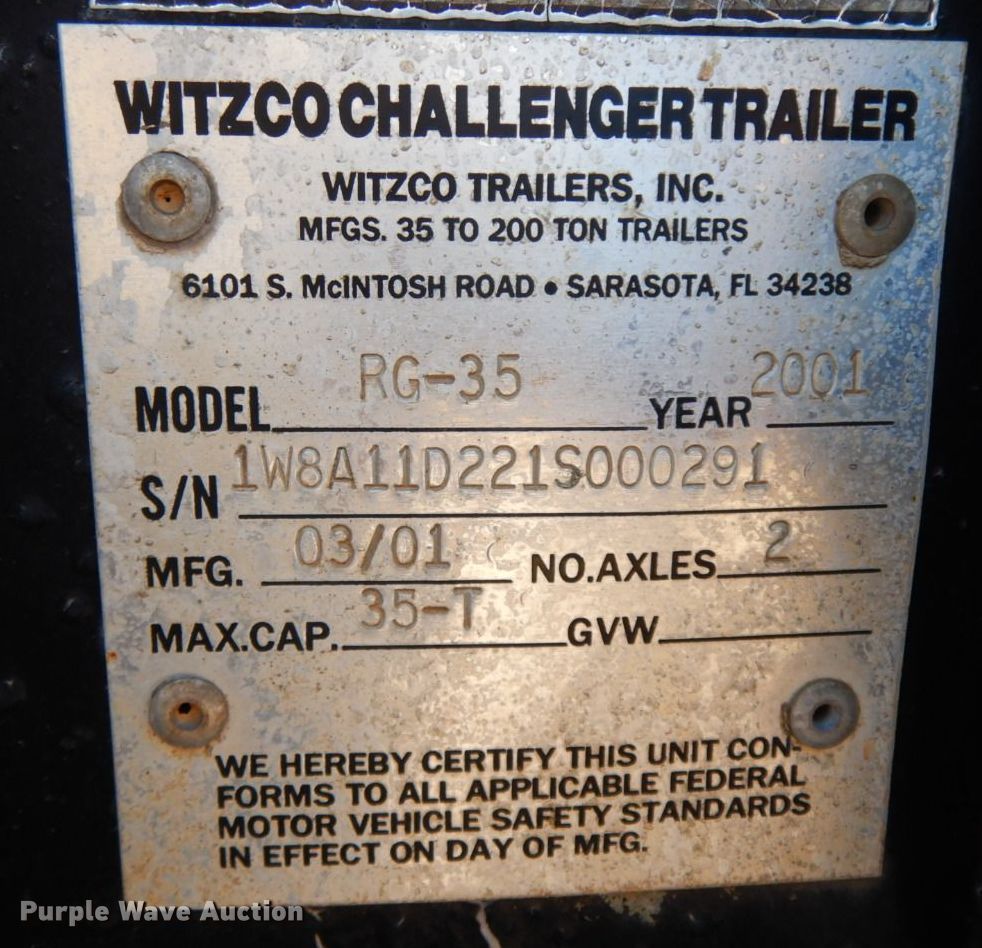 WITZCO CHALLENGER TRAILER
WITZCO TRAILERS, INC.
MFGS. 35 TO 200 TON TRAILERS
6101 S. McINTOSH ROAD • SARASOTA, FL 34238
MODEL RG-35 YEAR 2001
S/N 1W8A11D221S000291
MFG. 03/01 NO.AXLES 2
MAX.CAP. 35-T GVW
WE HEREBY CERTIFY THIS UNIT CON-
FORMS TO ALL APPLICABLE FEDERAL
MOTOR VEHICLE SAFETY STANDARDS
IN EFFECT ON DAY OF MFG.
Purple Wave Auction